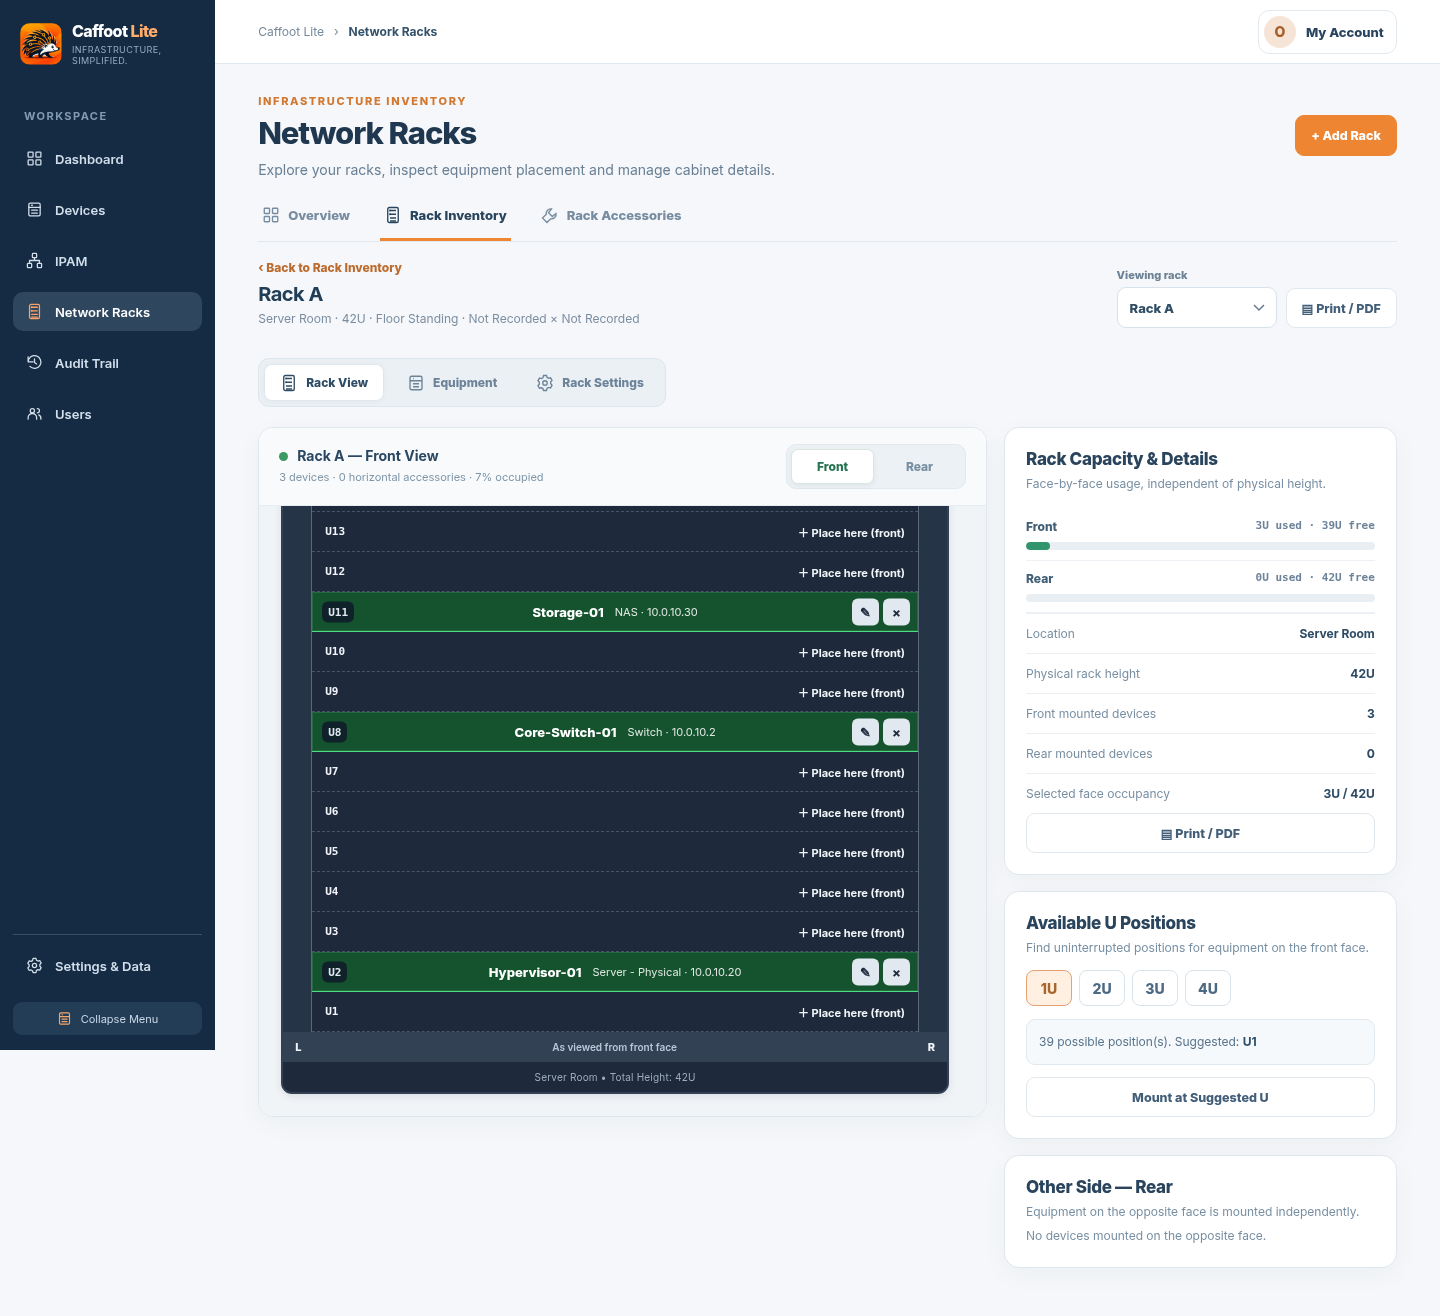 Caffoot Lite
INFRASTRUCTURE,
SIMPLIFIED.
WORKSPACE
Dashboard
Devices
IPAM
Network Racks
Audit Trail
Users
Settings & Data
Collapse Menu
Caffoot Lite › Network Racks
O My Account
INFRASTRUCTURE INVENTORY
Network Racks
Explore your racks, inspect equipment placement and manage cabinet details.
+ Add Rack
Overview
Rack Inventory
Rack Accessories
‹ Back to Rack Inventory
Rack A
Server Room · 42U · Floor Standing · Not Recorded × Not Recorded
Viewing rack
Rack A
▤ Print / PDF
Rack View
Equipment
Rack Settings
Rack A — Front View
3 devices · 0 horizontal accessories · 7% occupied
Front
Rear
U13 + Place here (front)
U12 + Place here (front)
U11 Storage-01 NAS · 10.0.10.30 ✎ ×
U10 + Place here (front)
U9 + Place here (front)
U8 Core-Switch-01 Switch · 10.0.10.2 ✎ ×
U7 + Place here (front)
U6 + Place here (front)
U5 + Place here (front)
U4 + Place here (front)
U3 + Place here (front)
U2 Hypervisor-01 Server - Physical · 10.0.10.20 ✎ ×
U1 + Place here (front)
L As viewed from front face R
Server Room • Total Height: 42U
Rack Capacity & Details
Face-by-face usage, independent of physical height.
Front 3U used · 39U free
Rear 0U used · 42U free
Location Server Room
Physical rack height 42U
Front mounted devices 3
Rear mounted devices 0
Selected face occupancy 3U / 42U
▤ Print / PDF
Available U Positions
Find uninterrupted positions for equipment on the front face.
1U 2U 3U 4U
39 possible position(s). Suggested: U1
Mount at Suggested U
Other Side — Rear
Equipment on the opposite face is mounted independently.
No devices mounted on the opposite face.